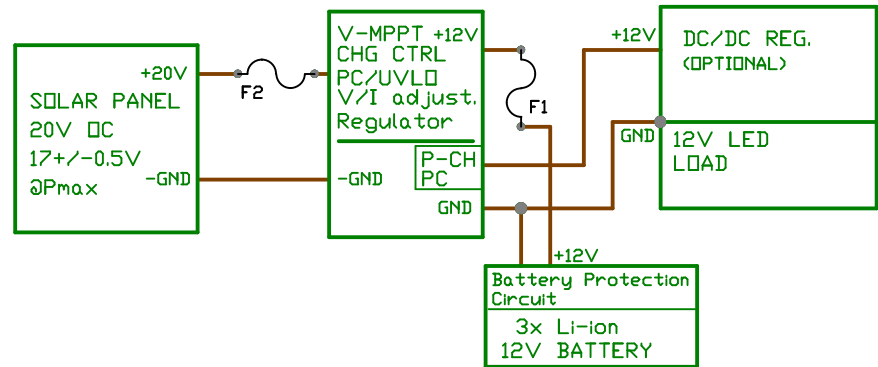 +20V
SOLAR PANEL
20V OC
17+/-0.5V
@Pmax
-GND
F2
V-MPPT +12V
CHG CTRL
PC/UVLO
V/I adjust.
Regulator
-GND
P-CH
PC
GND
F1
+12V
DC/DC REG.
(OPTIONAL)
GND
12V LED
LOAD
+12V
Battery Protection
Circuit
3x Li-ion
12V BATTERY